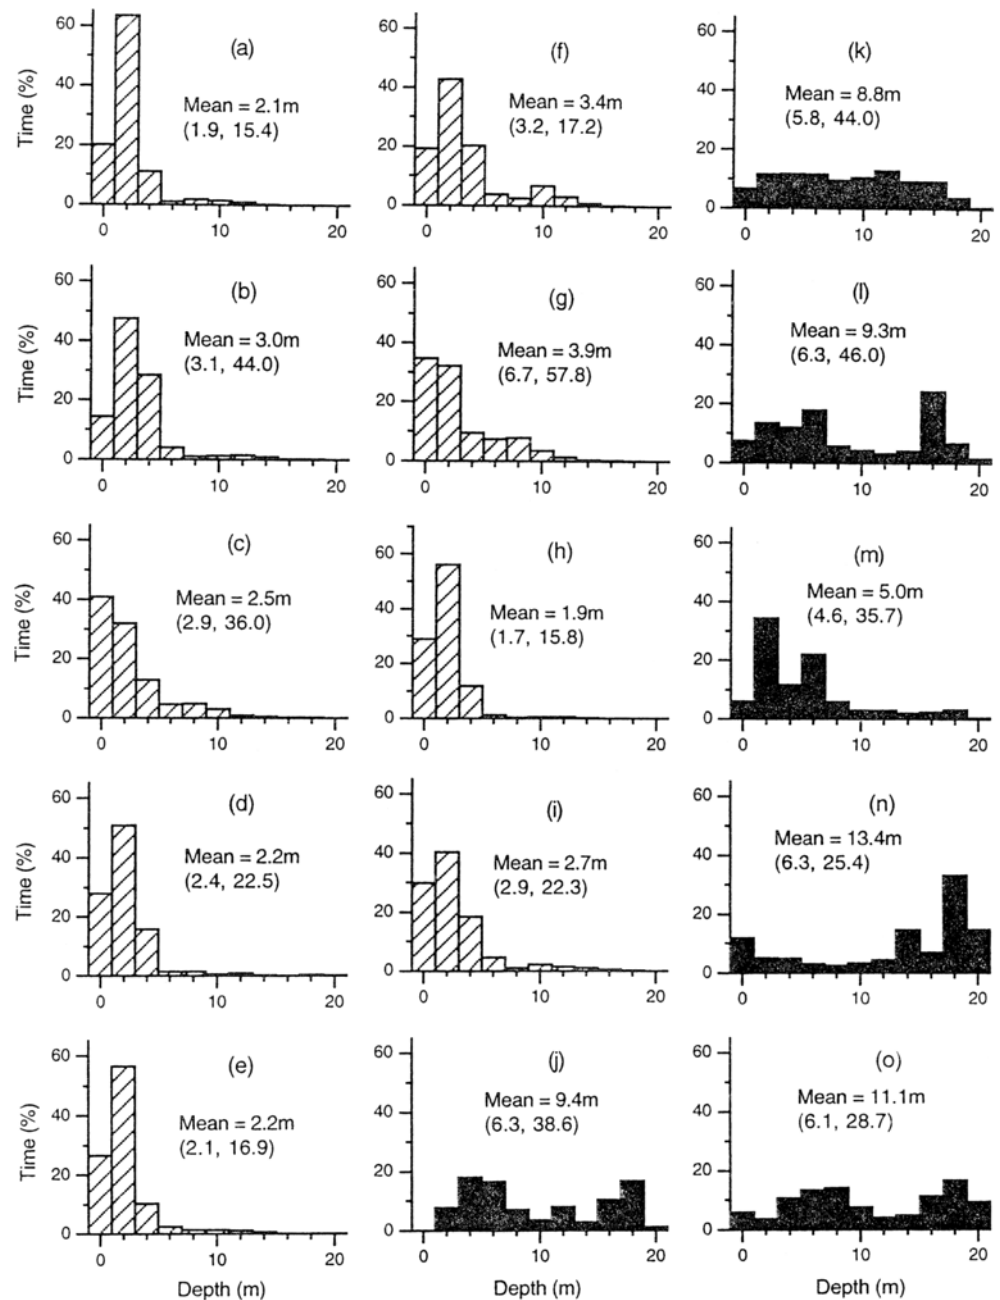 (a)
Mean = 2.1m
(1.9, 15.4)
Time (%)
60
40
20
0
0 10 20
(f)
Mean = 3.4m
(3.2, 17.2)
60
40
20
0
0 10 20
(k)
Mean = 8.8m
(5.8, 44.0)
60
40
20
0
0 10 20
(b)
Mean = 3.0m
(3.1, 44.0)
Time (%)
60
40
20
0
0 10 20
(g)
Mean = 3.9m
(6.7, 57.8)
60
40
20
0
0 10 20
(l)
Mean = 9.3m
(6.3, 46.0)
60
40
20
0
0 10 20
(c)
Mean = 2.5m
(2.9, 36.0)
Time (%)
60
40
20
0
0 10 20
(h)
Mean = 1.9m
(1.7, 15.8)
60
40
20
0
0 10 20
(m)
Mean = 5.0m
(4.6, 35.7)
60
40
20
0
0 10 20
(d)
Mean = 2.2m
(2.4, 22.5)
Time (%)
60
40
20
0
0 10 20
(i)
Mean = 2.7m
(2.9, 22.3)
60
40
20
0
0 10 20
(n)
Mean = 13.4m
(6.3, 25.4)
60
40
20
0
0 10 20
(e)
Mean = 2.2m
(2.1, 16.9)
Time (%)
60
40
20
0
0 10 20
Depth (m)
(j)
Mean = 9.4m
(6.3, 38.6)
60
40
20
0
0 10 20
Depth (m)
(o)
Mean = 11.1m
(6.1, 28.7)
60
40
20
0
0 10 20
Depth (m)